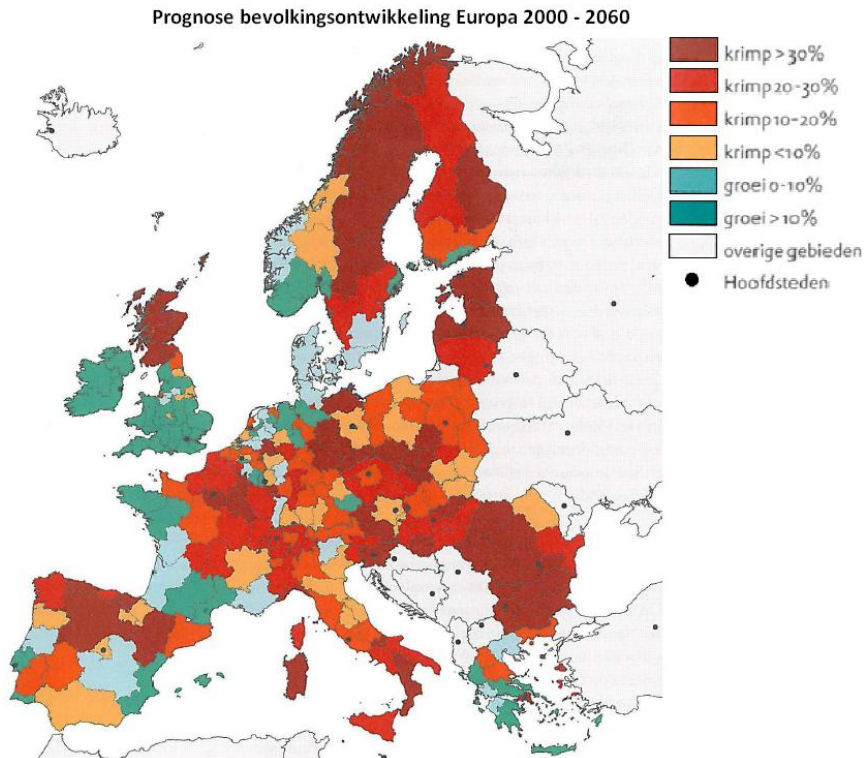 Prognose bevolkingsontwikkeling Europa 2000 - 2060
krimp > 30%
krimp 20-30%
krimp 10-20%
krimp <10%
groei 0-10%
groei > 10%
overige gebieden
Hoofdsteden